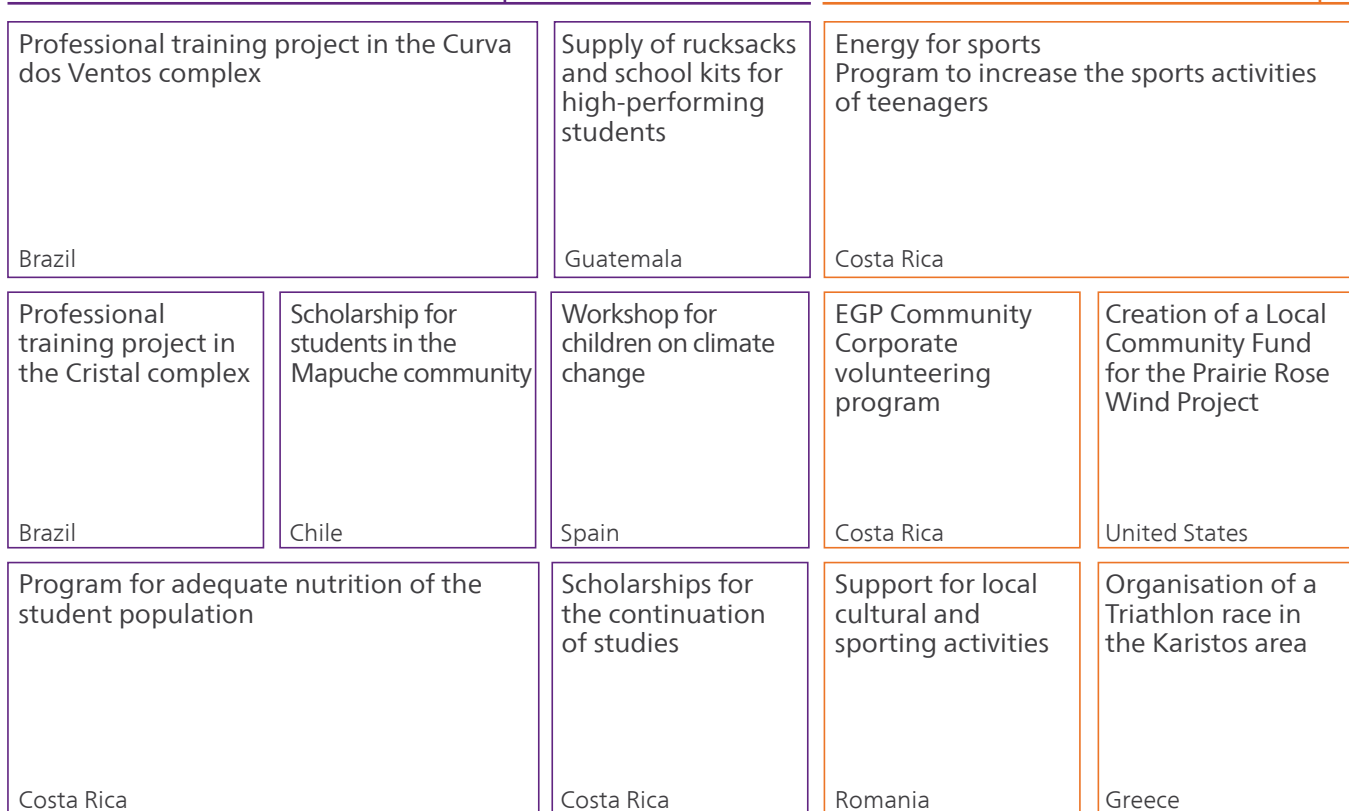 Professional training project in the Curva
dos Ventos complex
Brazil
Supply of rucksacks
and school kits for
high-performing
students
Guatemala
Energy for sports
Program to increase the sports activities
of teenagers
Costa Rica
Professional
training project in
the Cristal complex
Brazil
Scholarship for
students in the
Mapuche community
Chile
Workshop for
children on climate
change
Spain
EGP Community
Corporate
volunteering
program
Costa Rica
Creation of a Local
Community Fund
for the Prairie Rose
Wind Project
United States
Program for adequate nutrition of the
student population
Costa Rica
Scholarships for
the continuation
of studies
Costa Rica
Support for local
cultural and
sporting activities
Romania
Organisation of a
Triathlon race in
the Karistos area
Greece